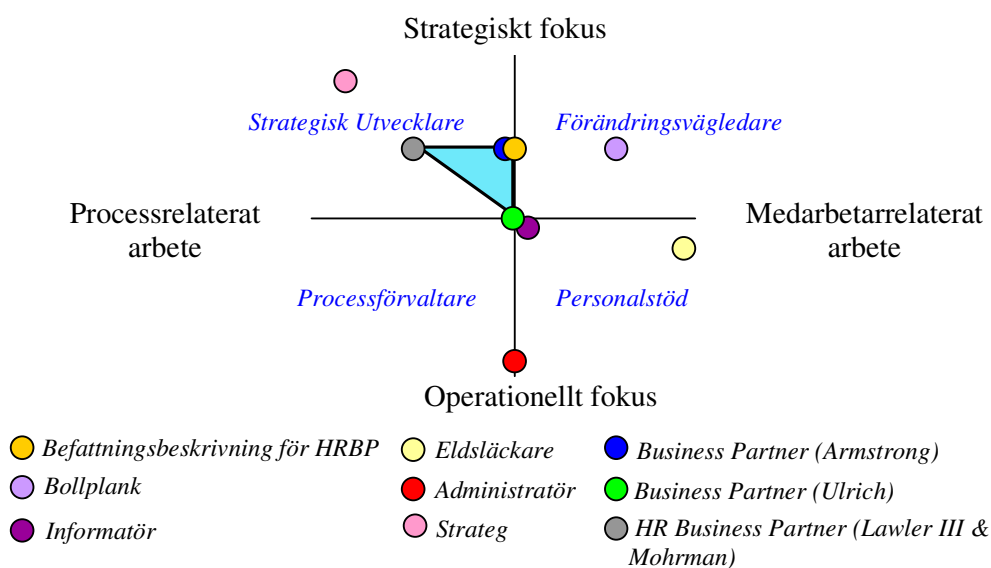 Strategiskt fokus
Strategisk Utvecklare
Förändringsvägledare
Processrelaterat
arbete
Medarbetarrelaterat
arbete
Processförvaltare
Personalstöd
Operationellt fokus
Befattningsbeskrivning för HRBP
Bollplank
Informatör
Eldsläckare
Administratör
Strateg
Business Partner (Armstrong)
Business Partner (Ulrich)
HR Business Partner (Lawler III &
Mohrman)